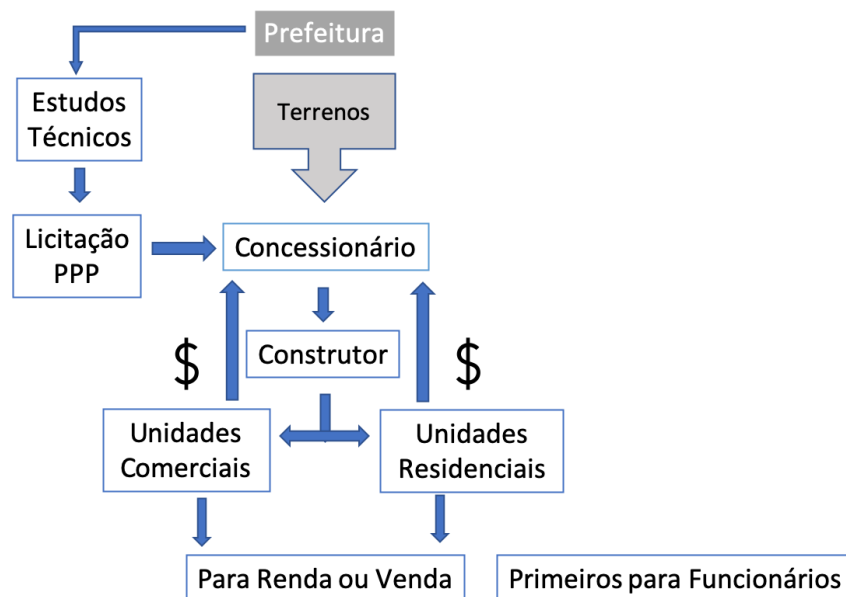 Prefeitura
Estudos
Técnicos
Terrenos
Licitação
PPP
Concessionário
Construtor
$
$
Unidades
Comerciais
Unidades
Residenciais
Para Renda ou Venda
Primeiros para Funcionários